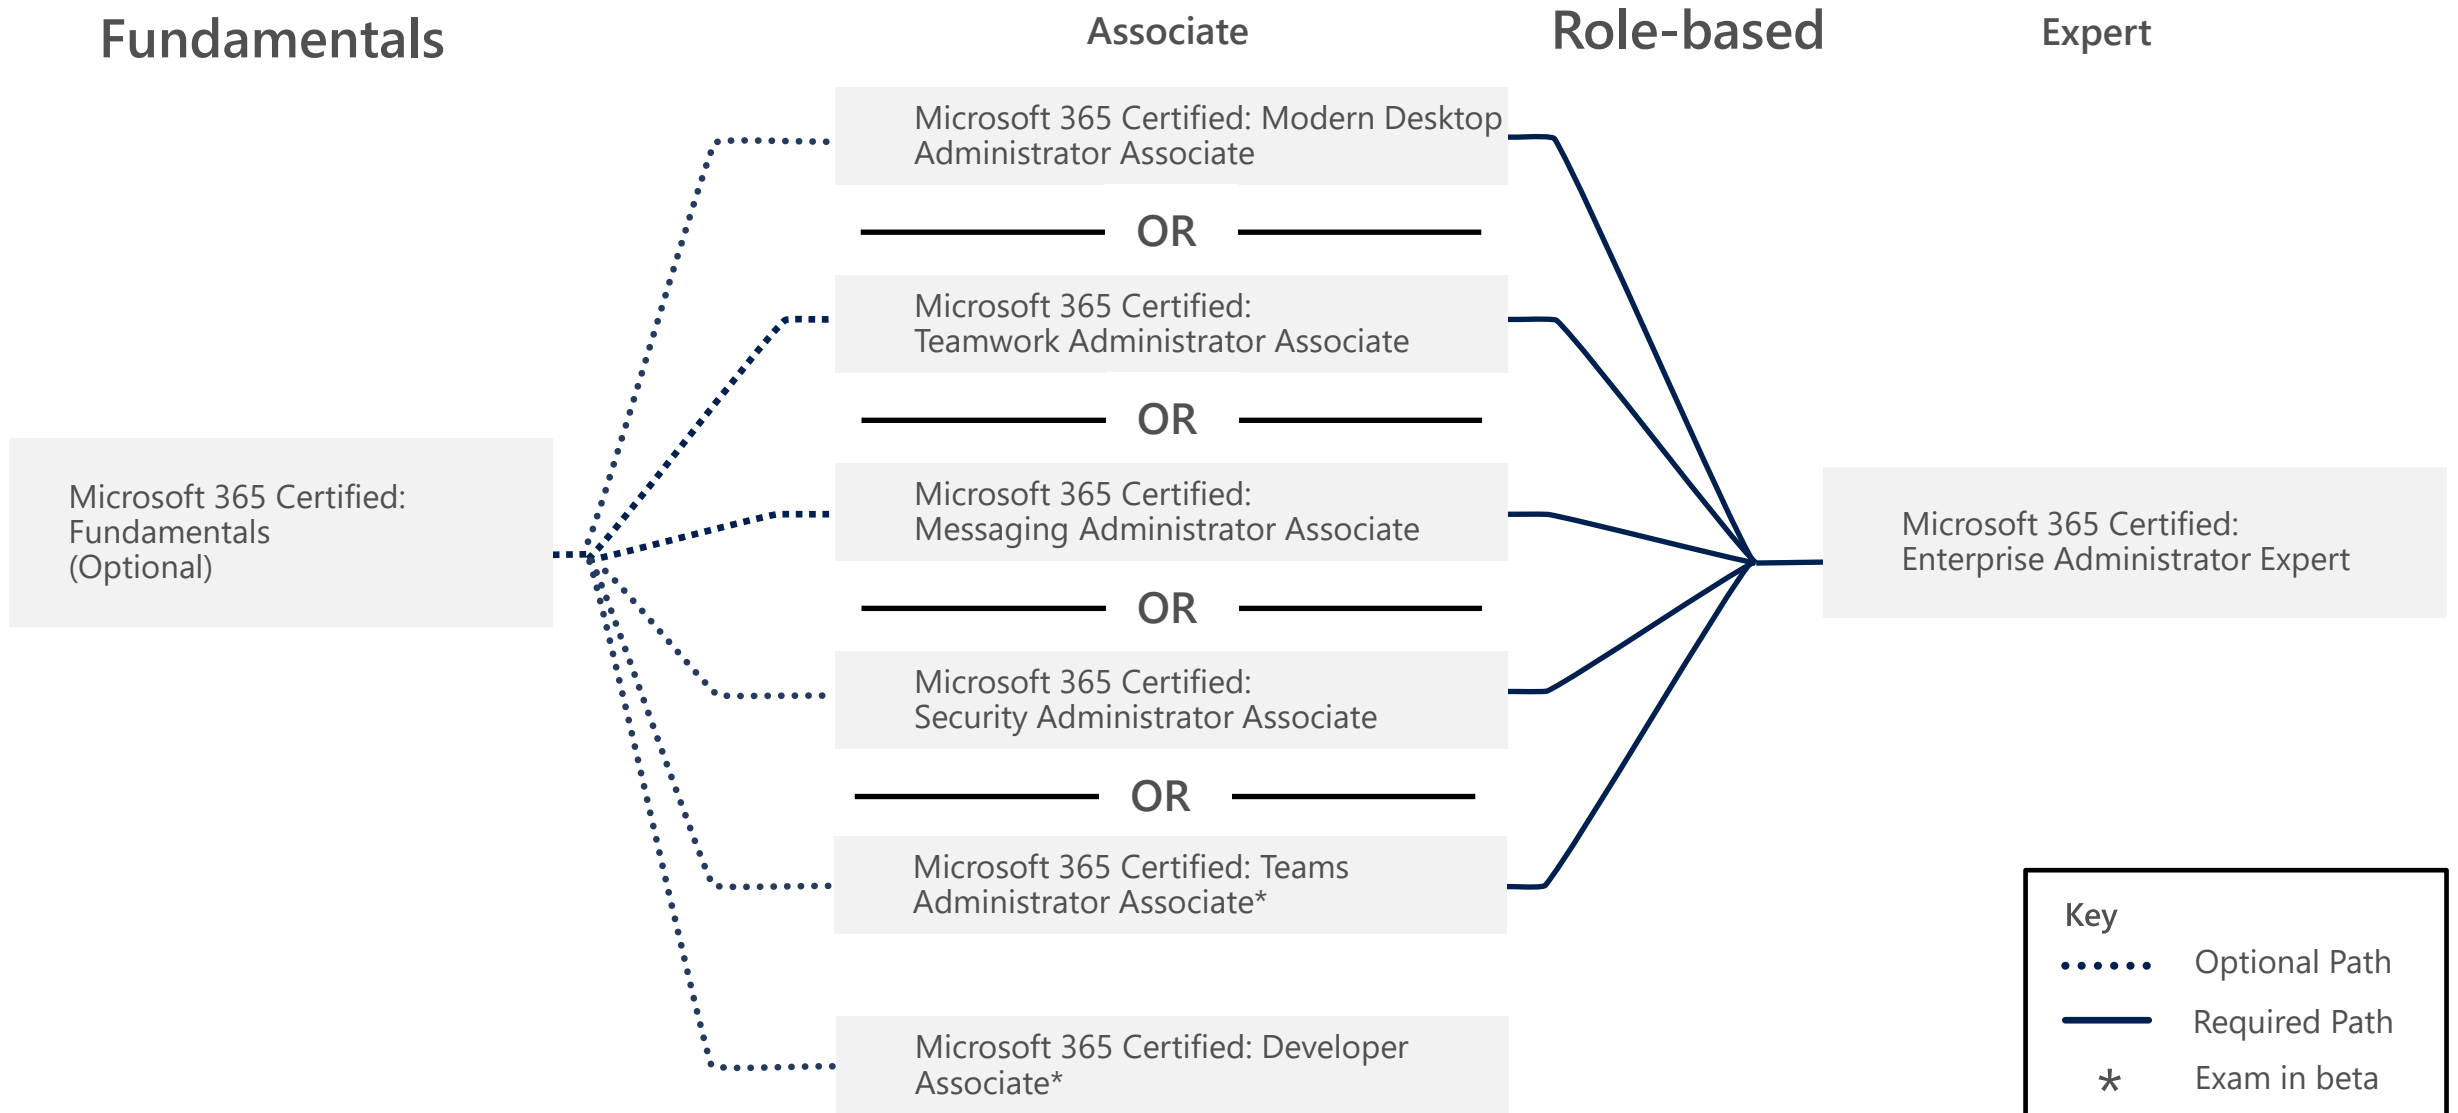 Fundamentals
Associate
Role-based
Expert
Microsoft 365 Certified: Modern Desktop
Administrator Associate
OR
Microsoft 365 Certified:
Teamwork Administrator Associate
OR
Microsoft 365 Certified:
Fundamentals
(Optional)
Microsoft 365 Certified:
Messaging Administrator Associate
Microsoft 365 Certified:
Enterprise Administrator Expert
OR
Microsoft 365 Certified:
Security Administrator Associate
OR
Microsoft 365 Certified: Teams
Administrator Associate*
Microsoft 365 Certified: Developer
Associate*
Key
Optional Path
Required Path
* Exam in beta